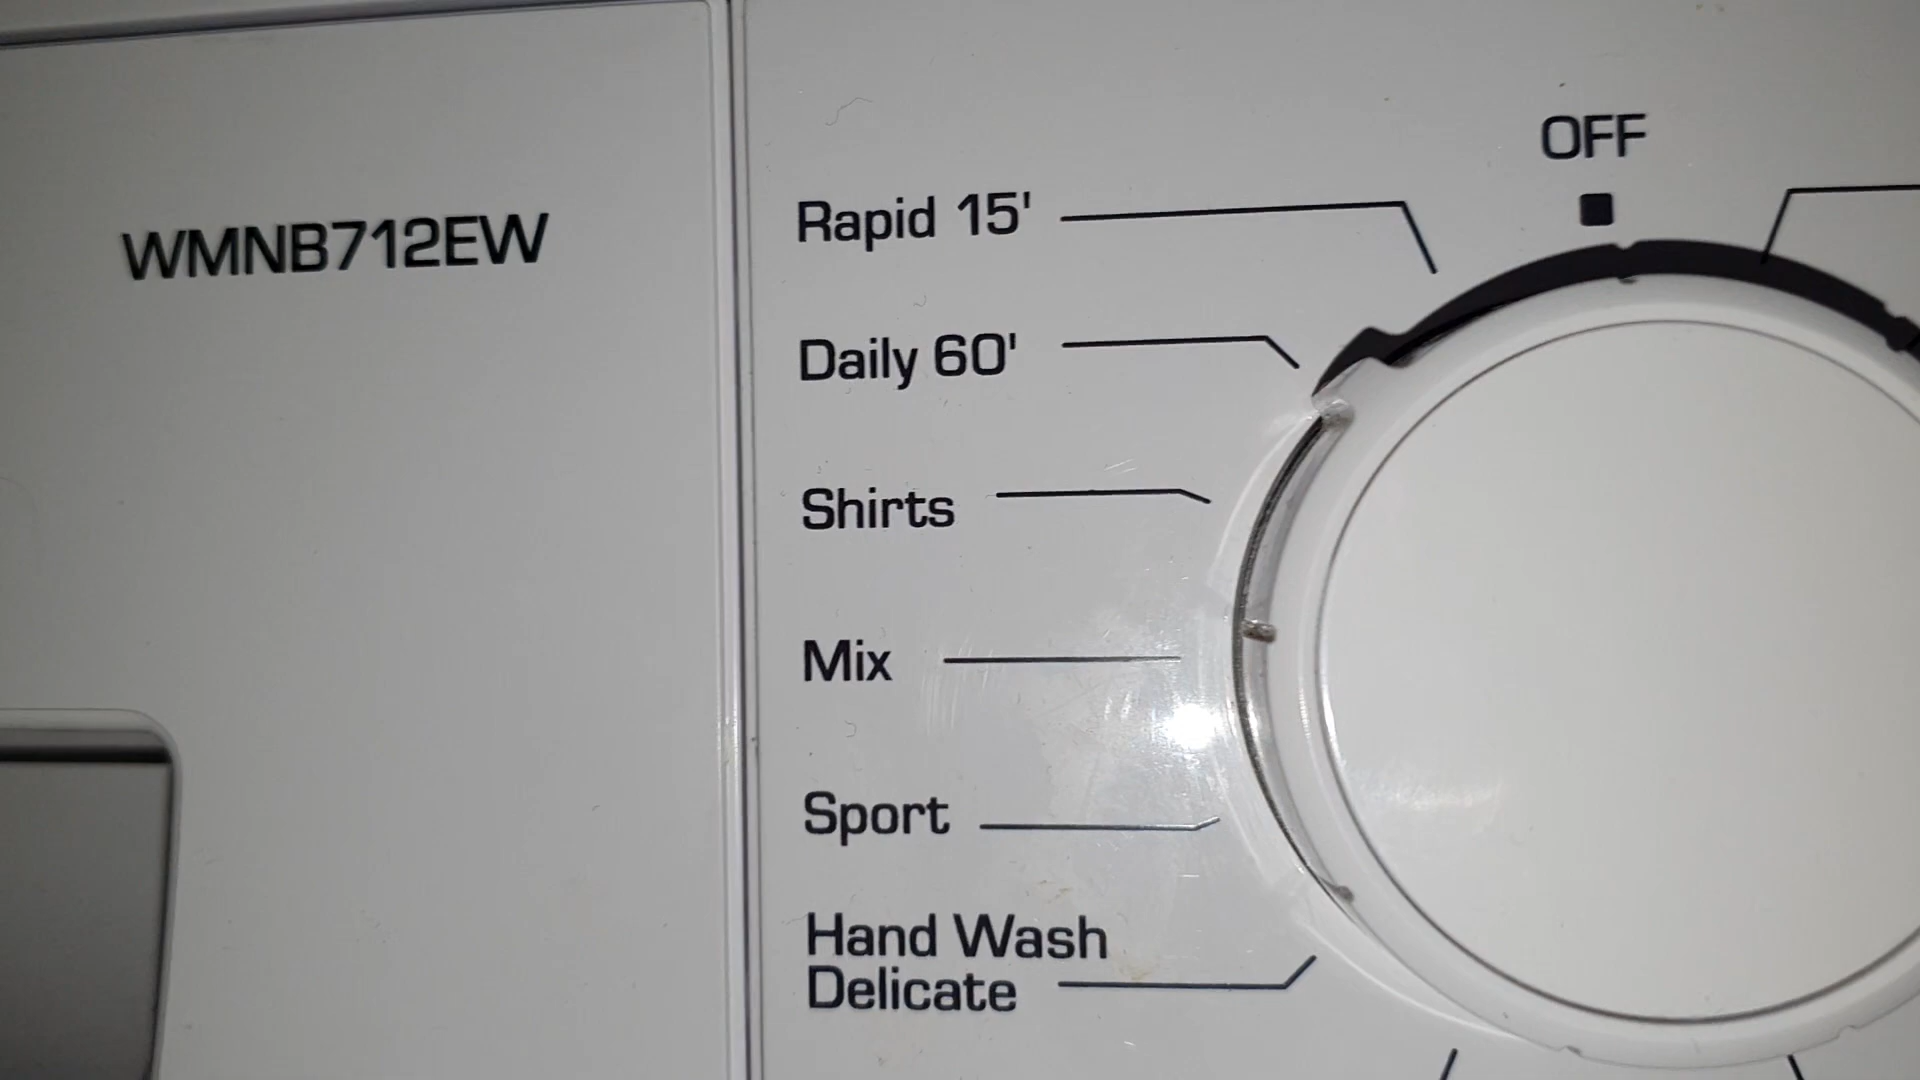 WMNB712EW
OFF
Rapid 15'
Daily 60'
Shirts
Mix
Sport
Hand Wash
Delicate